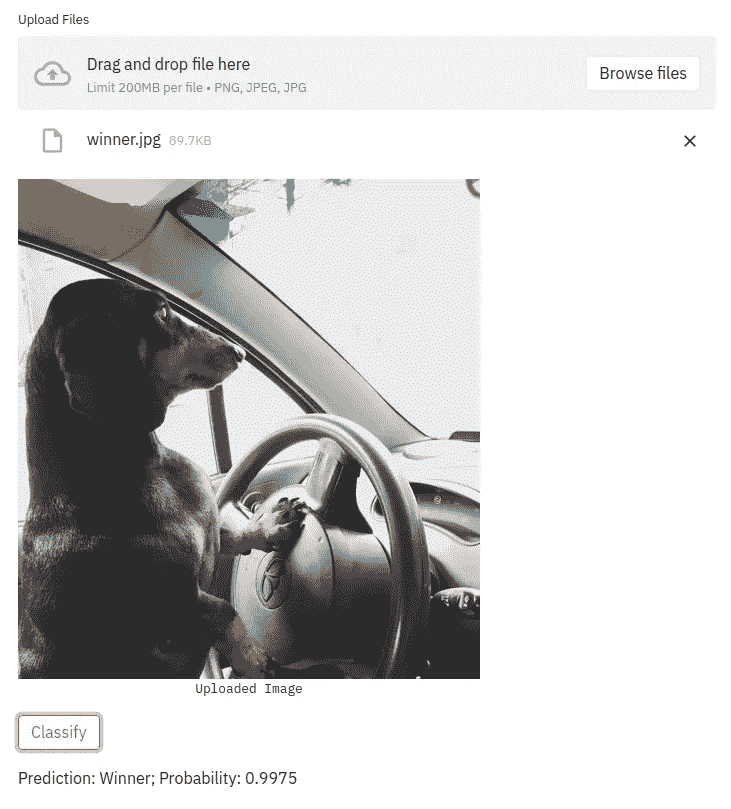 Upload Files
Drag and drop file here
Limit 200MB per file • PNG, JPEG, JPG
Browse files
winner.jpg 89.7KB
Uploaded Image
Classify
Prediction: Winner; Probability: 0.9975